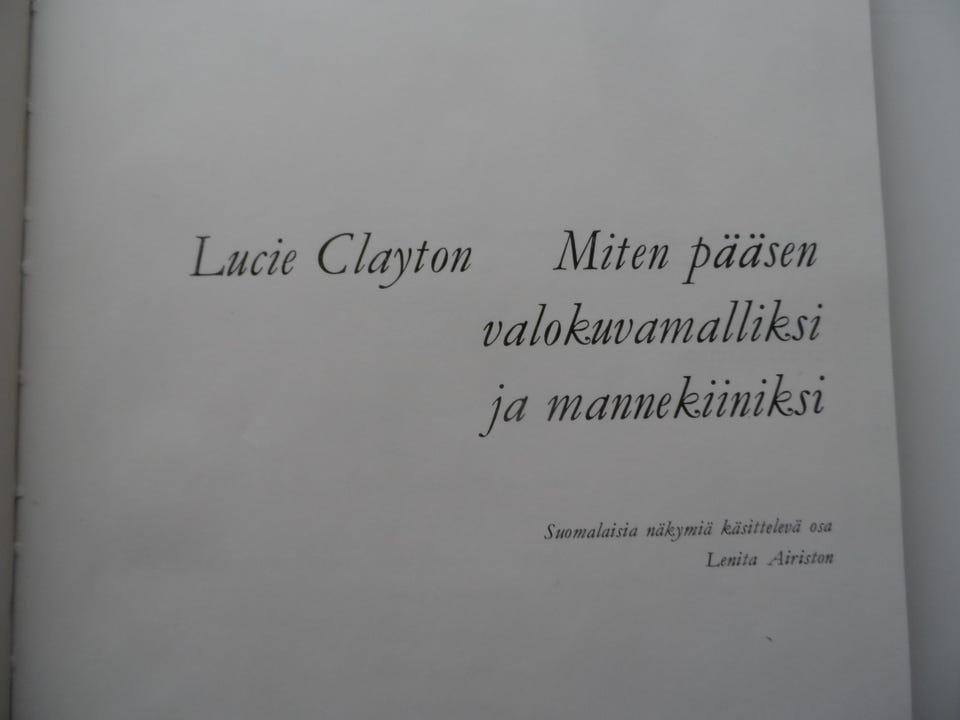 Lucie Clayton Miten pääsen
valokuvamalliksi
ja mannekiiniksi
Suomalaisia näkymiä käsittelevä osa
Lenita Airiston